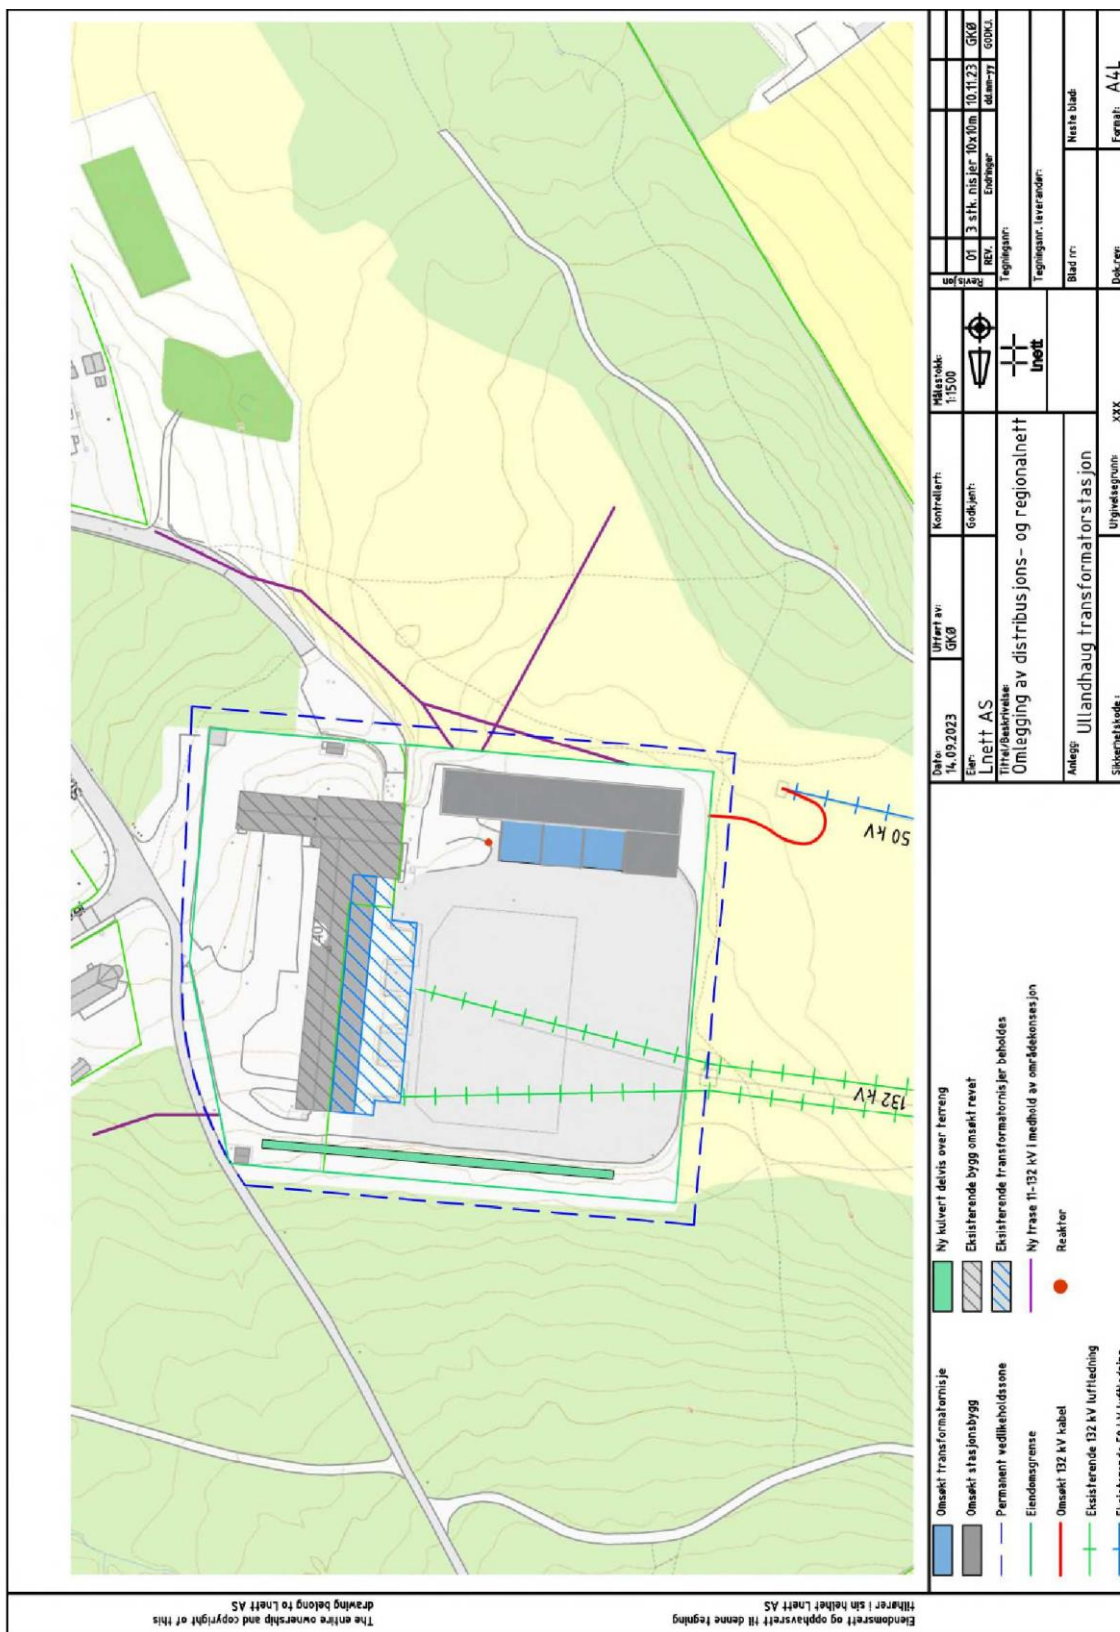 The entire ownership and copyright of this
drawing belong to Lnett AS
Eiendomsrett og opphavsrett til denne tegning
tilhører i sin helhet Lnett AS
132 kV
50 kV
Omsøkt transformatornisje
Omsøkt stasjonsbygg
Permanent vedlikeholdssone
Eiendomsgrense
Omsøkt 132 kV kabel
Eksisterende 132 kV luftledning
Ny kulvert delvis over terreng
Eksisterende bygg omsøkt revet
Eksisterende transformatornisjer beholdes
Ny trase 11-132 kV i medhold av områdekonsesjon
Reaktor
Dato:
14.09.2023
Utført av:
GKØ
Kontrollert:
Målestokk:
1:1500
Eier:
Lnett AS
Godkjent:
Tittel/Beskrivelse:
Omlegging av distribusjons- og regionalnett
lnett
Anlegg:
Ullandhaug transformatorstasjon
Sikkerhetskode:
Utgivelsegrunn:
XXX
Revisjon
01 3 stk. nisjer 10x10m 10.11.23 GKØ
REV. Endringer dd.mm-yy GODKJ.
Tegningsnr:
Tegningsnr. leverandør:
Blad nr:
Neste blad:
Dok.rev:
Format: A4L